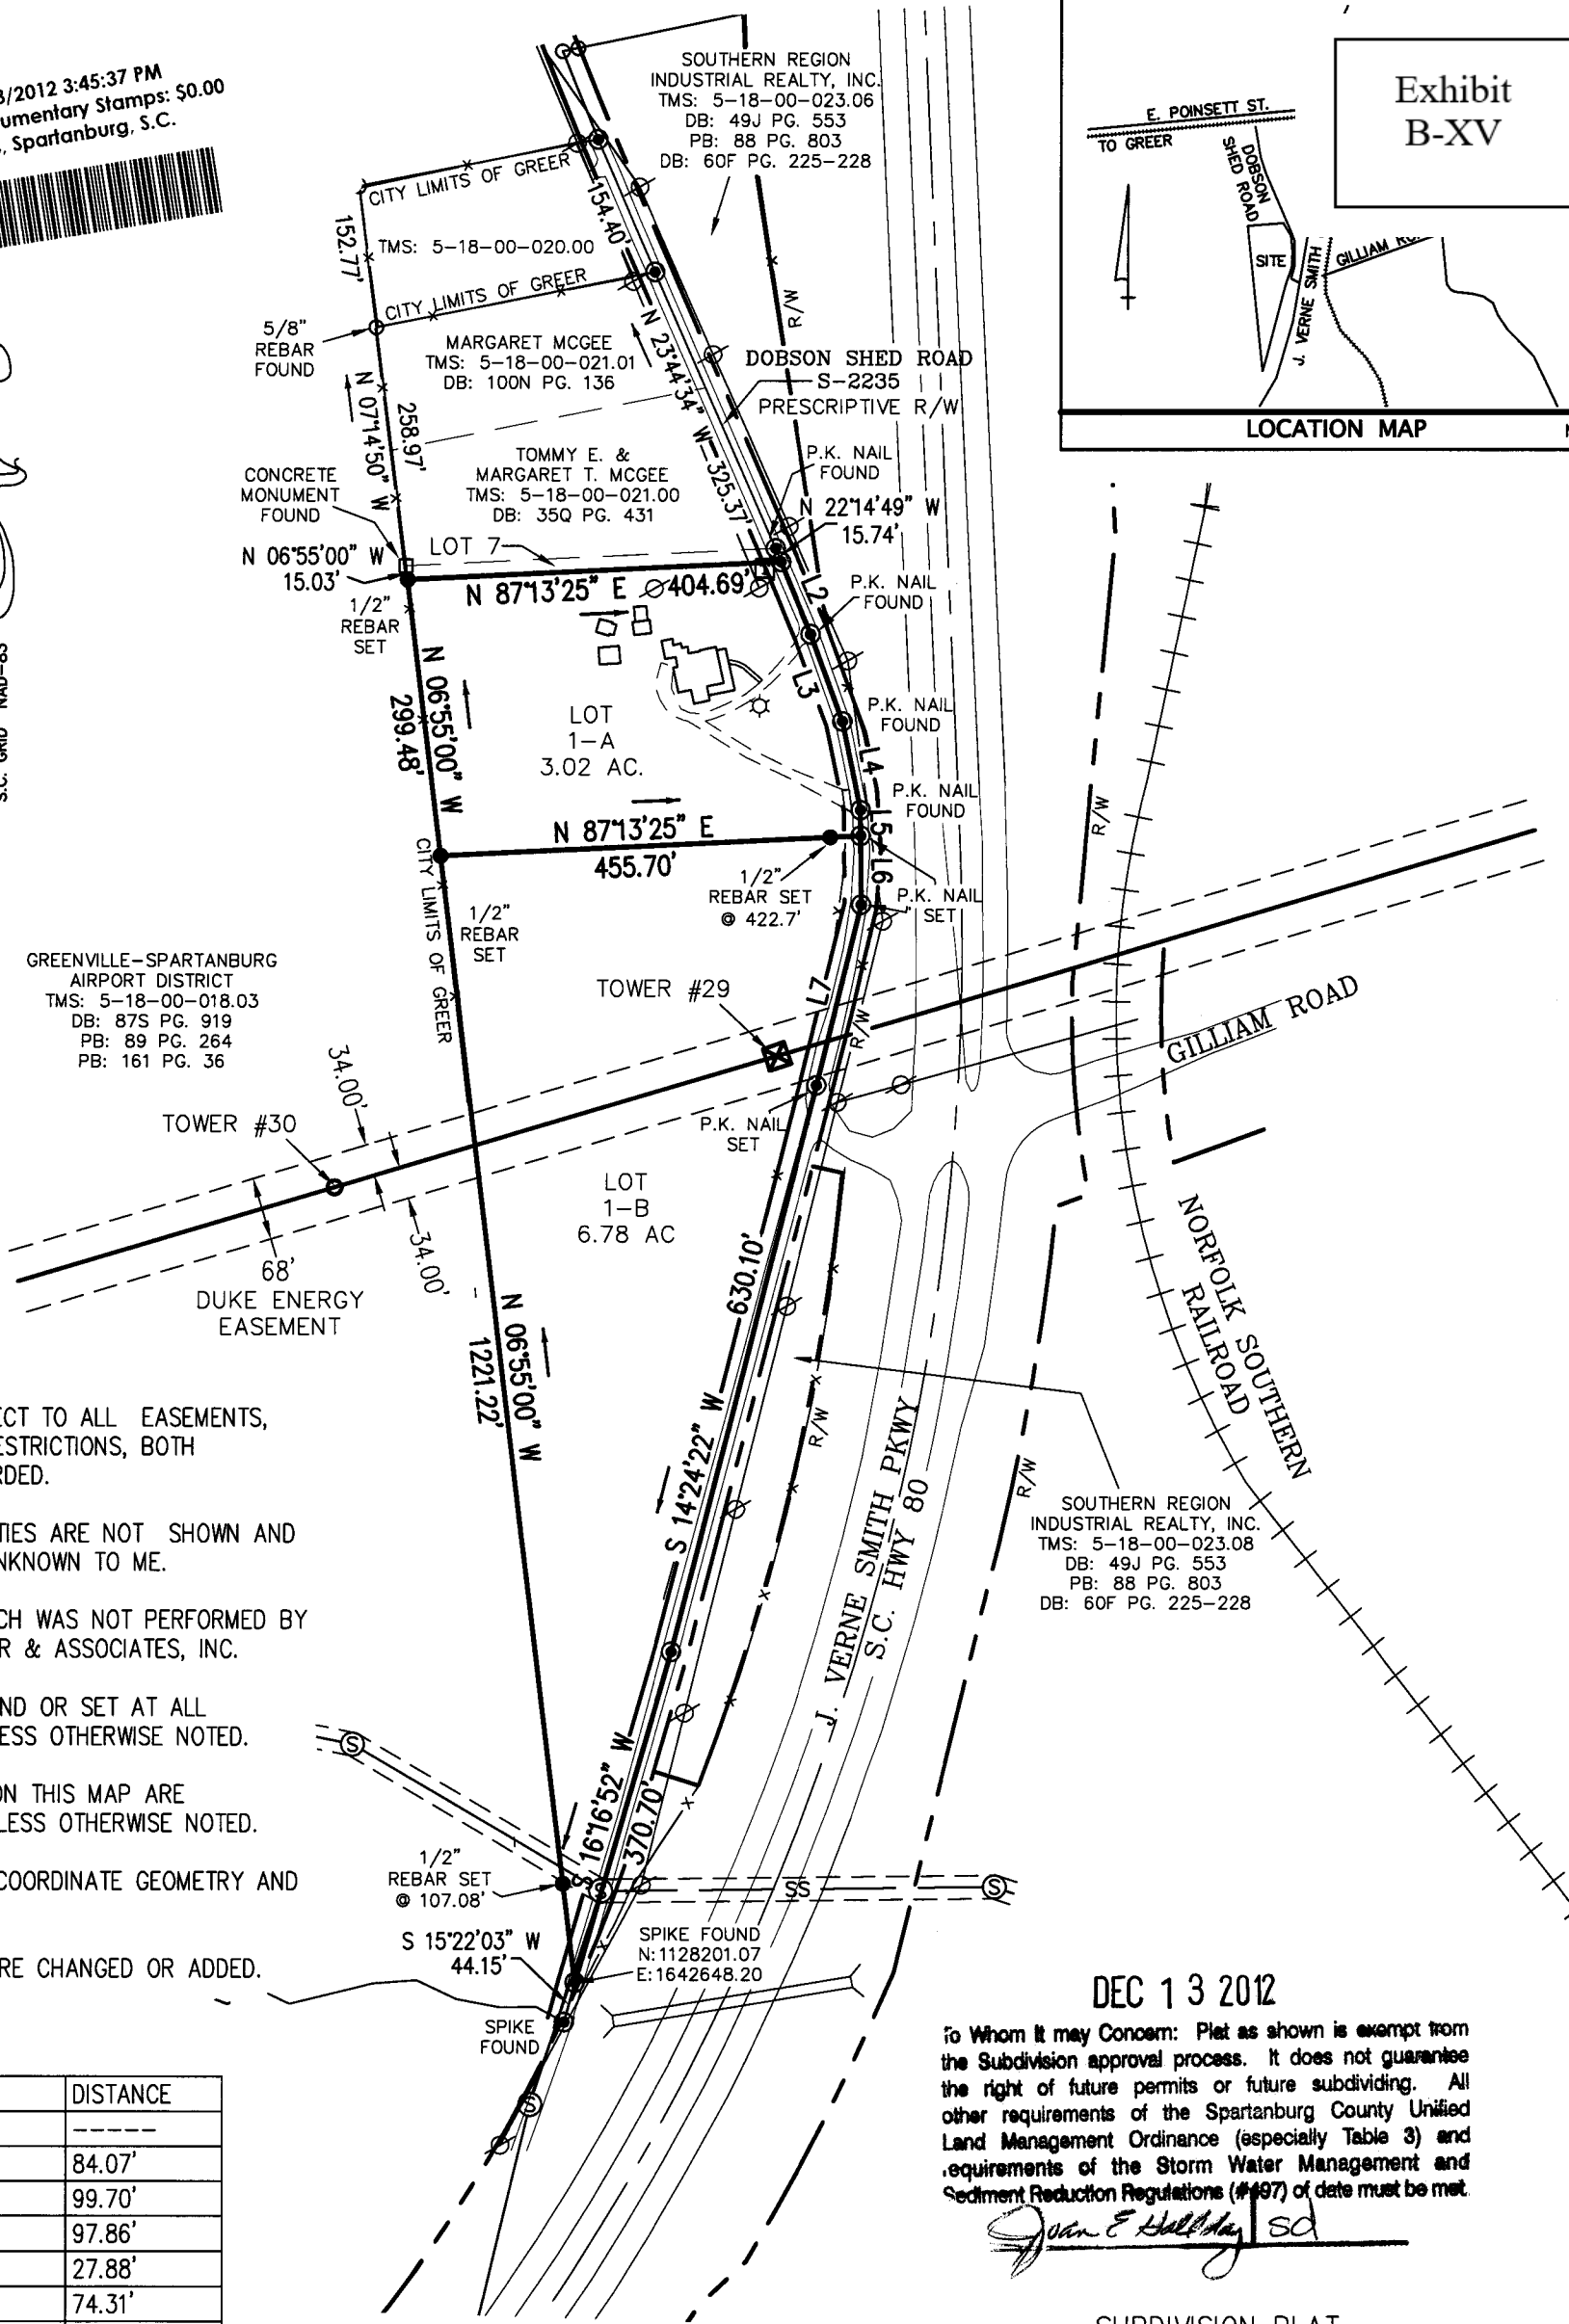 3/2012 3:45:37 PM
umentary Stamps: $0.00
, Spartanburg, S.C.
Exhibit
B-XV
E. POINSETT ST.
TO GREER
DOBSON
SHED ROAD
SITE
J. VERNE SMITH
GILLIAM
LOCATION MAP
SOUTHERN REGION
INDUSTRIAL REALTY, INC.
TMS: 5-18-00-023.06
DB: 49J PG. 553
PB: 88 PG. 803
DB: 60F PG. 225-228
CITY LIMITS OF GREER
154.40'
152.77'
TMS: 5-18-00-020.00
CITY LIMITS OF GREER
R/W
5/8"
REBAR
FOUND
MARGARET MCGEE
TMS: 5-18-00-021.01
DB: 100N PG. 136
N 23°44'34" W
325.37'
DOBSON SHED ROAD
S-2235
PRESCRIPTIVE R/W
N 07°14'50" W
258.97'
TOMMY E. &
MARGARET T. MCGEE
TMS: 5-18-00-021.00
DB: 35Q PG. 431
P.K. NAIL
FOUND
CONCRETE
MONUMENT
FOUND
N 22°14'49" W
15.74'
LOT 7
N 06°55'00" W
15.03'
N 87°13'25" E
404.69'
L2
P.K. NAIL
FOUND
1/2"
REBAR
SET
S.C. GRID NAD-83
N 06°55'00" W
299.48'
L3
LOT
1-A
3.02 AC.
P.K. NAIL
FOUND
L4
P.K. NAIL
FOUND
R/W
N 87°13'25" E
455.70'
L5
L6
1/2"
REBAR SET
@ 422.7'
P.K. NAIL
SET
CITY LIMITS OF GREER
1/2"
REBAR
SET
GREENVILLE-SPARTANBURG
AIRPORT DISTRICT
TMS: 5-18-00-018.03
DB: 87S PG. 919
PB: 89 PG. 264
PB: 161 PG. 36
TOWER #29
L7
R/W
GILLIAM ROAD
34.00'
TOWER #30
P.K. NAIL
SET
LOT
1-B
6.78 AC
34.00'
68'
DUKE ENERGY
EASEMENT
630.10'
NORFOLK SOUTHERN
RAILROAD
N 06°55'00" W
1221.22'
S 14°24'22" W
R/W
J. VERNE SMITH PKWY
S.C. HWY 80
R/W
SOUTHERN REGION
INDUSTRIAL REALTY, INC.
TMS: 5-18-00-023.08
DB: 49J PG. 553
PB: 88 PG. 803
DB: 60F PG. 225-228
ECT TO ALL EASEMENTS,
ESTRICTIONS, BOTH
RDED.
TIES ARE NOT SHOWN AND
NKNOWN TO ME.
CH WAS NOT PERFORMED BY
R & ASSOCIATES, INC.
ND OR SET AT ALL
ESS OTHERWISE NOTED.
ON THIS MAP ARE
LESS OTHERWISE NOTED.
COORDINATE GEOMETRY AND
RE CHANGED OR ADDED.
S
S 16°16'52" W
370.70'
1/2"
REBAR SET
@ 107.08'
S
SS
S
S 15°22'03" W
44.15'
SPIKE FOUND
N:1128201.07
E:1642648.20
SPIKE
FOUND
S
DISTANCE
-----
84.07'
99.70'
97.86'
27.88'
74.31'
DEC 1 3 2012
To Whom it may Concern: Plat as shown is exempt from
the Subdivision approval process. It does not guarantee
the right of future permits or future subdividing. All
other requirements of the Spartanburg County Unified
Land Management Ordinance (especially Table 3) and
requirements of the Storm Water Management and
Sediment Reduction Regulations (#497) of date must be met.
Joan E Holliday SD
SUBDIVISION PLAT